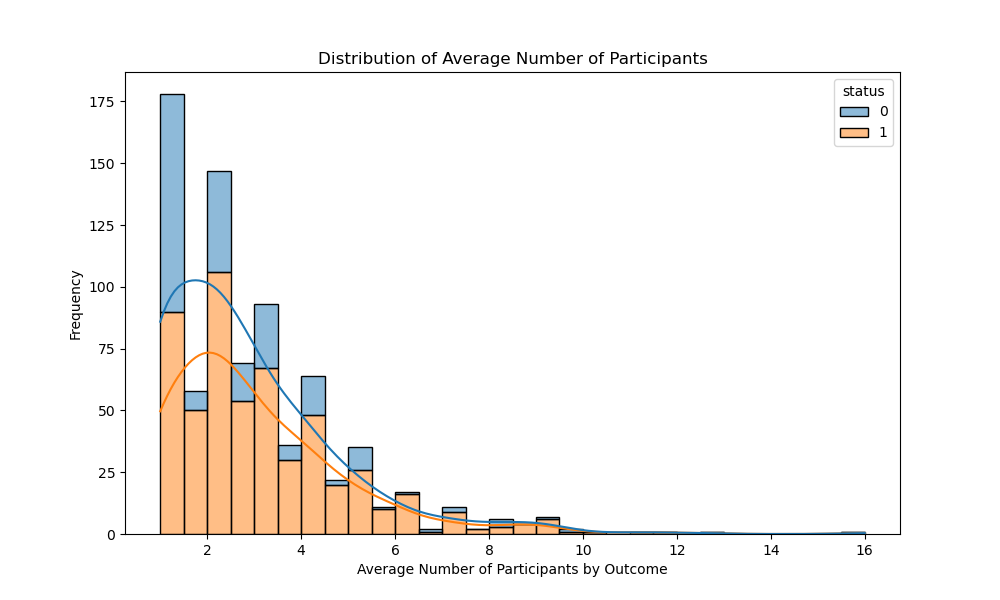 Distribution of Average Number of Participants
status
0
1
175
150
125
100
75
50
25
0
Frequency
2 4 6 8 10 12 14 16
Average Number of Participants by Outcome